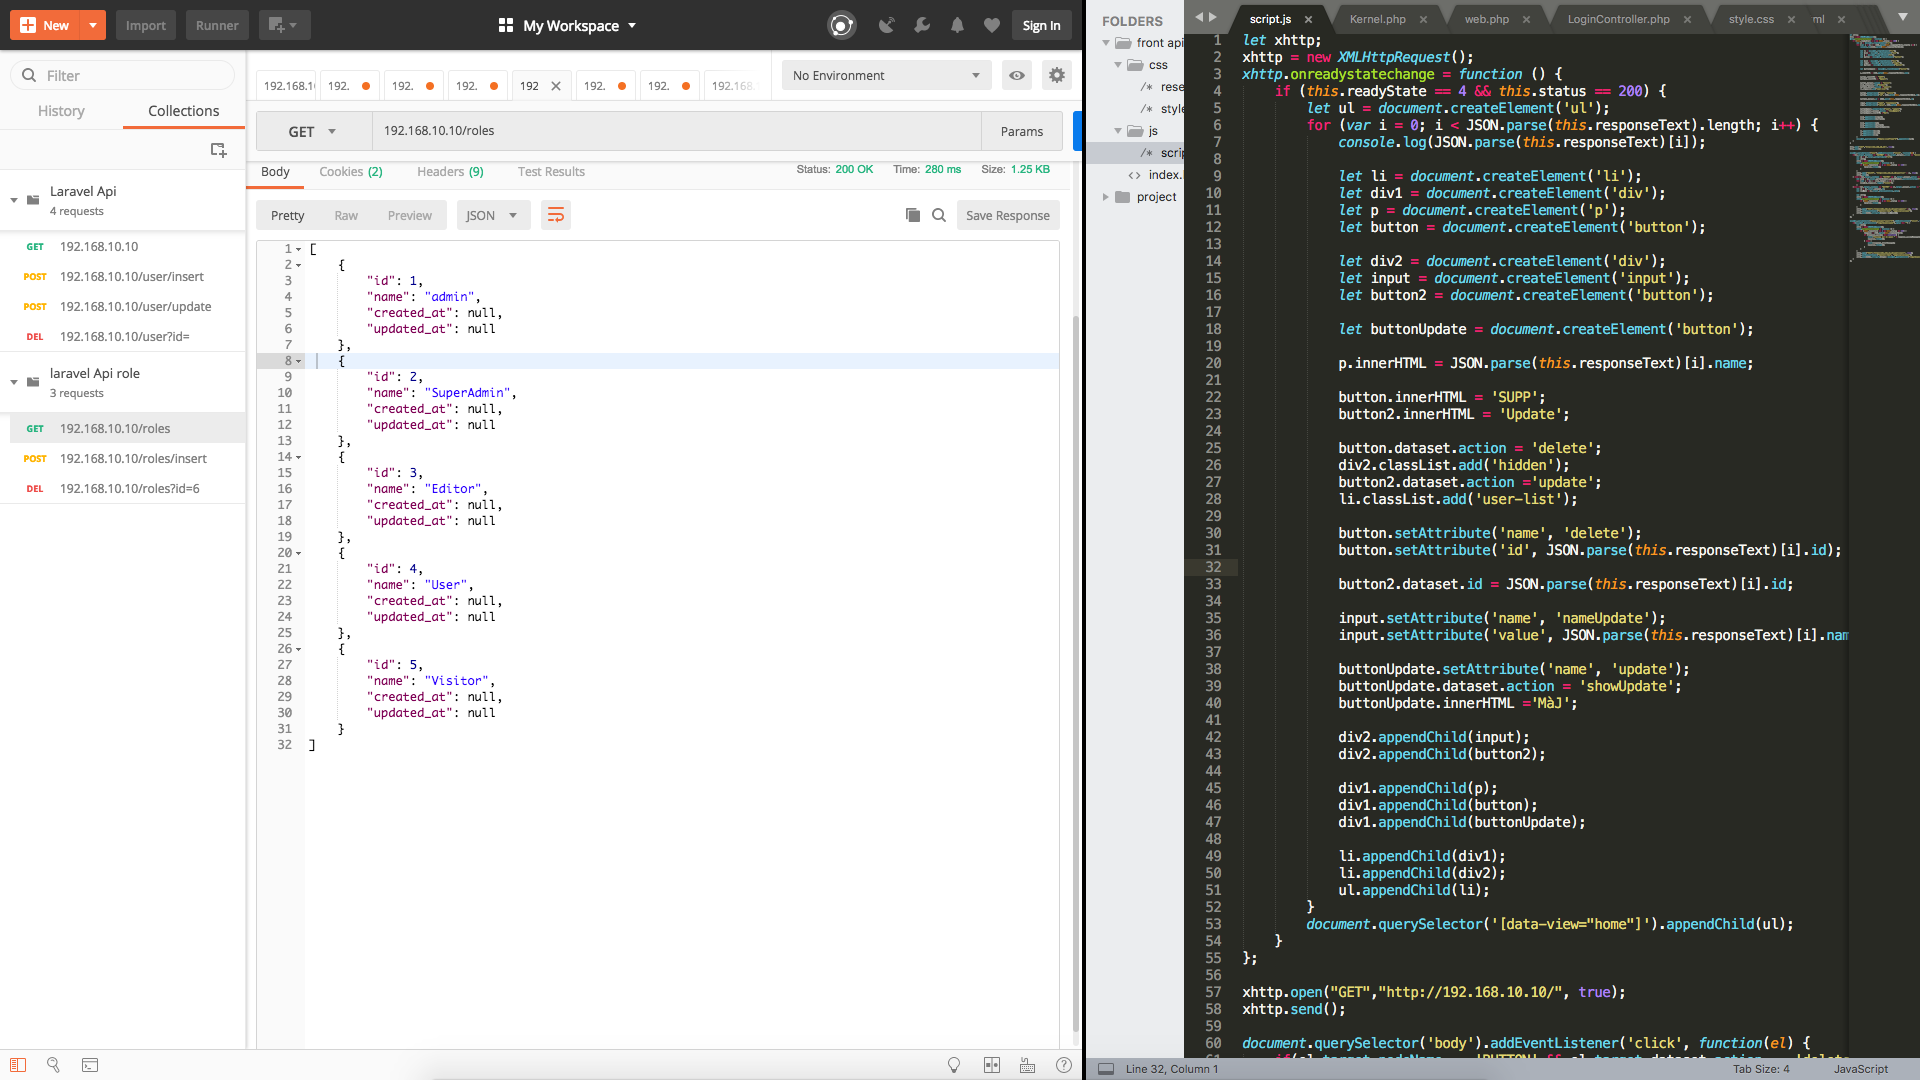 New
Import
Runner
My Workspace
Sign In
Filter
History
Collections
Laravel Api
4 requests
GET 192.168.10.10
POST 192.168.10.10/user/insert
POST 192.168.10.10/user/update
DEL 192.168.10.10/user?id=
laravel Api role
3 requests
GET 192.168.10.10/roles
POST 192.168.10.10/roles/insert
DEL 192.168.10.10/roles?id=6
192.168.1 192. 192. 192. 192 192. 192. 192.168.
No Environment
GET 192.168.10.10/roles Params
Body Cookies (2) Headers (9) Test Results Status: 200 OK Time: 280 ms Size: 1.25 KB
Pretty Raw Preview JSON Save Response
1 [
2 {
3 "id": 1,
4 "name": "admin",
5 "created_at": null,
6 "updated_at": null
7 },
8 {
9 "id": 2,
10 "name": "SuperAdmin",
11 "created_at": null,
12 "updated_at": null
13 },
14 {
15 "id": 3,
16 "name": "Editor",
17 "created_at": null,
18 "updated_at": null
19 },
20 {
21 "id": 4,
22 "name": "User",
23 "created_at": null,
24 "updated_at": null
25 },
26 {
27 "id": 5,
28 "name": "Visitor",
29 "created_at": null,
30 "updated_at": null
31 }
32 ]
FOLDERS
front api
css
/* rese
/* style
js
/* scrip
<> index.
project
script.js Kernel.php web.php LoginController.php style.css ml
1 let xhttp;
2 xhttp = new XMLHttpRequest();
3 xhttp.onreadystatechange = function () {
4 if (this.readyState == 4 && this.status == 200) {
5 let ul = document.createElement('ul');
6 for (var i = 0; i < JSON.parse(this.responseText).length; i++) {
7 console.log(JSON.parse(this.responseText)[i]);
8
9 let li = document.createElement('li');
10 let div1 = document.createElement('div');
11 let p = document.createElement('p');
12 let button = document.createElement('button');
13
14 let div2 = document.createElement('div');
15 let input = document.createElement('input');
16 let button2 = document.createElement('button');
17
18 let buttonUpdate = document.createElement('button');
19
20 p.innerHTML = JSON.parse(this.responseText)[i].name;
21
22 button.innerHTML = 'SUPP';
23 button2.innerHTML = 'Update';
24
25 button.dataset.action = 'delete';
26 div2.classList.add('hidden');
27 button2.dataset.action ='update';
28 li.classList.add('user-list');
29
30 button.setAttribute('name', 'delete');
31 button.setAttribute('id', JSON.parse(this.responseText)[i].id);
32
33 button2.dataset.id = JSON.parse(this.responseText)[i].id;
34
35 input.setAttribute('name', 'nameUpdate');
36 input.setAttribute('value', JSON.parse(this.responseText)[i].nam
37
38 buttonUpdate.setAttribute('name', 'update');
39 buttonUpdate.dataset.action = 'showUpdate';
40 buttonUpdate.innerHTML ='MàJ';
41
42 div2.appendChild(input);
43 div2.appendChild(button2);
44
45 div1.appendChild(p);
46 div1.appendChild(button);
47 div1.appendChild(buttonUpdate);
48
49 li.appendChild(div1);
50 li.appendChild(div2);
51 ul.appendChild(li);
52 }
53 document.querySelector('[data-view="home"]').appendChild(ul);
54 }
55 };
56
57 xhttp.open("GET","http://192.168.10.10/", true);
58 xhttp.send();
59
60 document.querySelector('body').addEventListener('click', function(el) {
Line 32, Column 1 Tab Size: 4 JavaScript